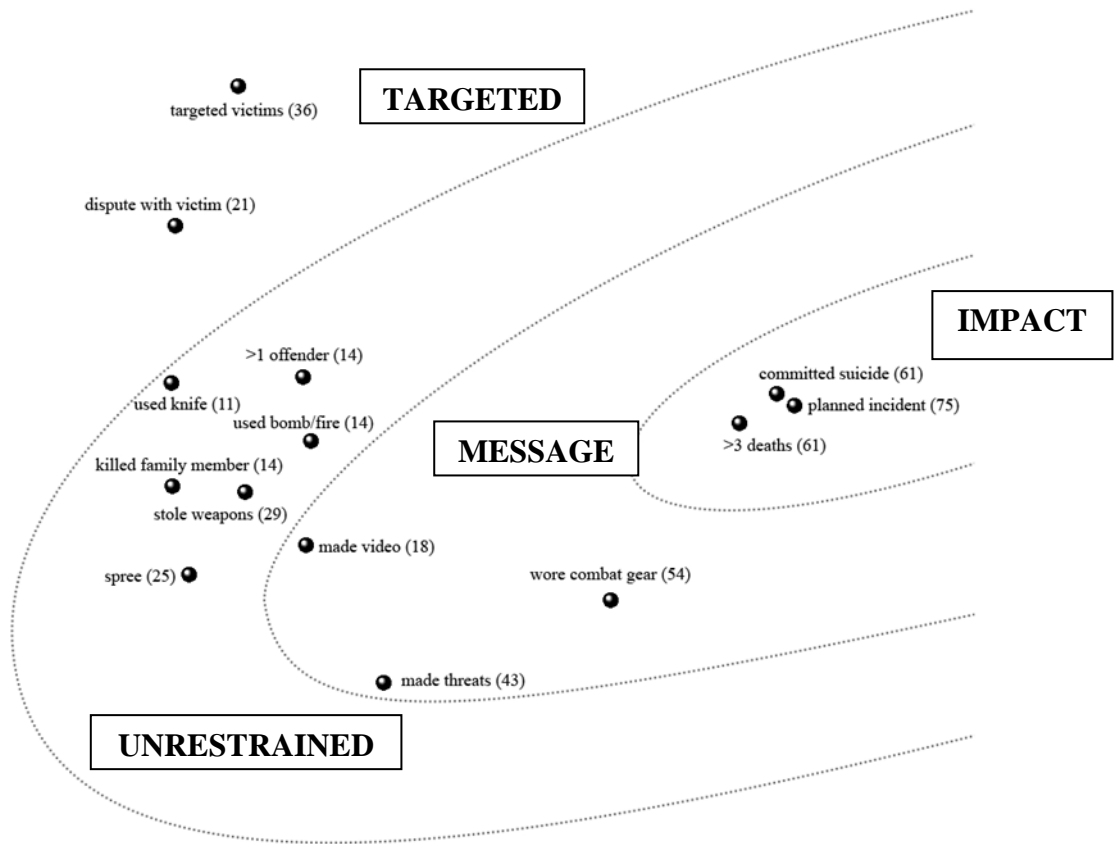 TARGETED
targeted victims (36)
dispute with victim (21)
IMPACT
>1 offender (14)
committed suicide (61)
used knife (11)
planned incident (75)
used bomb/fire (14)
>3 deaths (61)
MESSAGE
killed family member (14)
stole weapons (29)
made video (18)
spree (25)
wore combat gear (54)
made threats (43)
UNRESTRAINED